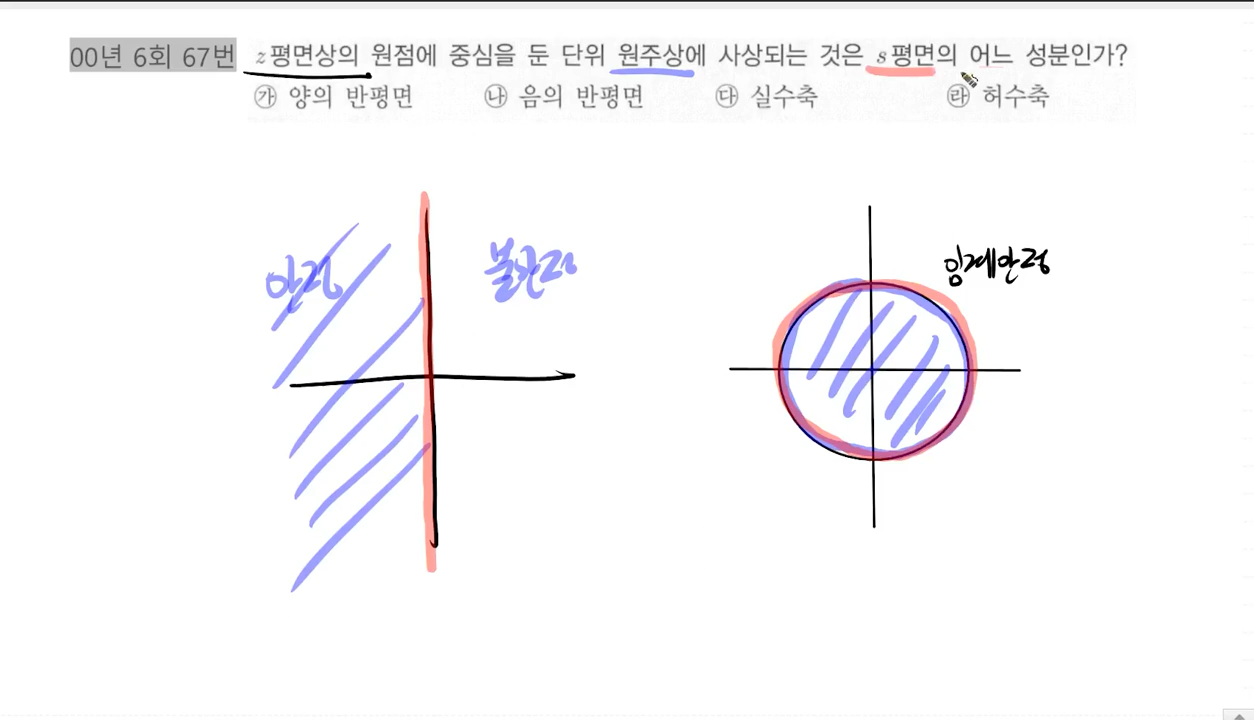 00년 6회 67번 z평면상의 원점에 중심을 둔 단위 원주상에 사상되는 것은 s평면의 어느 성분인가?
㉮ 양의 반평면 ㉯ 음의 반평면 ㉰ 실수축 ㉱ 허수축
안정 불안정 임계안정